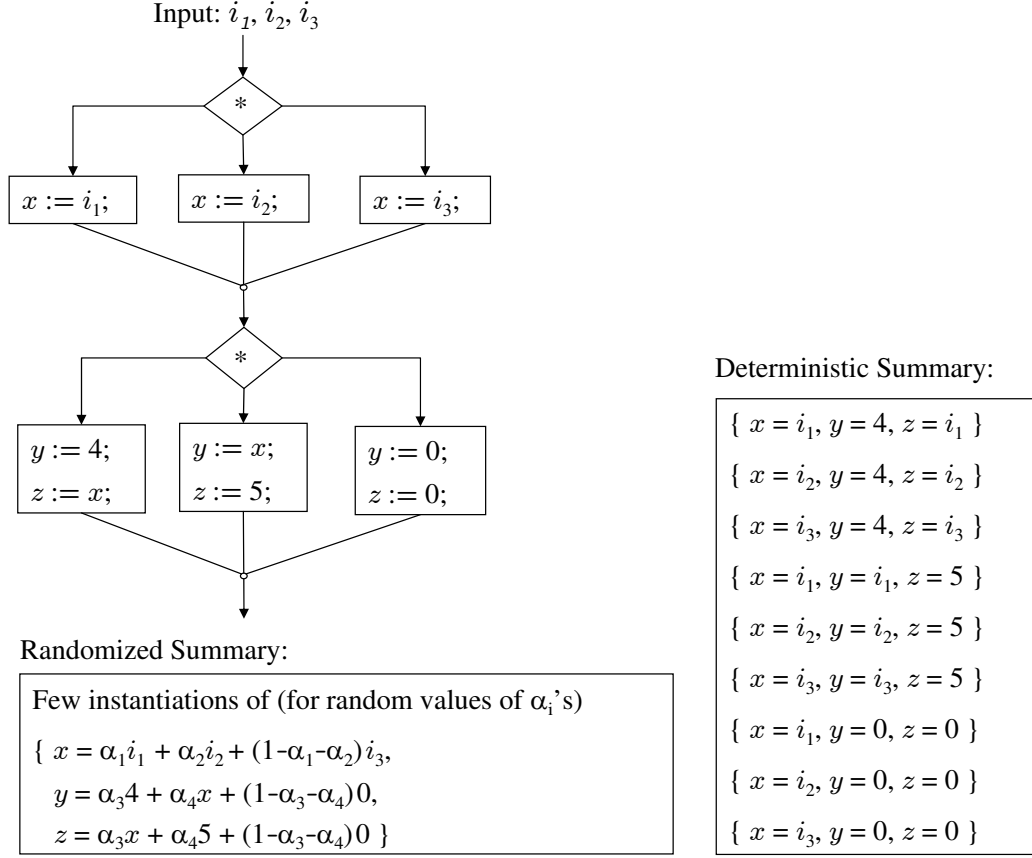 Input: i₁, i₂, i₃
*
x := i₁;
x := i₂;
x := i₃;
*
y := 4;
z := x;
y := x;
z := 5;
y := 0;
z := 0;
Randomized Summary:
Few instantiations of (for random values of αᵢ's)
{ x = α₁i₁ + α₂i₂ + (1-α₁-α₂)i₃,
y = α₃4 + α₄x + (1-α₃-α₄)0,
z = α₃x + α₄5 + (1-α₃-α₄)0 }
Deterministic Summary:
{ x = i₁, y = 4, z = i₁ }
{ x = i₂, y = 4, z = i₂ }
{ x = i₃, y = 4, z = i₃ }
{ x = i₁, y = i₁, z = 5 }
{ x = i₂, y = i₂, z = 5 }
{ x = i₃, y = i₃, z = 5 }
{ x = i₁, y = 0, z = 0 }
{ x = i₂, y = 0, z = 0 }
{ x = i₃, y = 0, z = 0 }